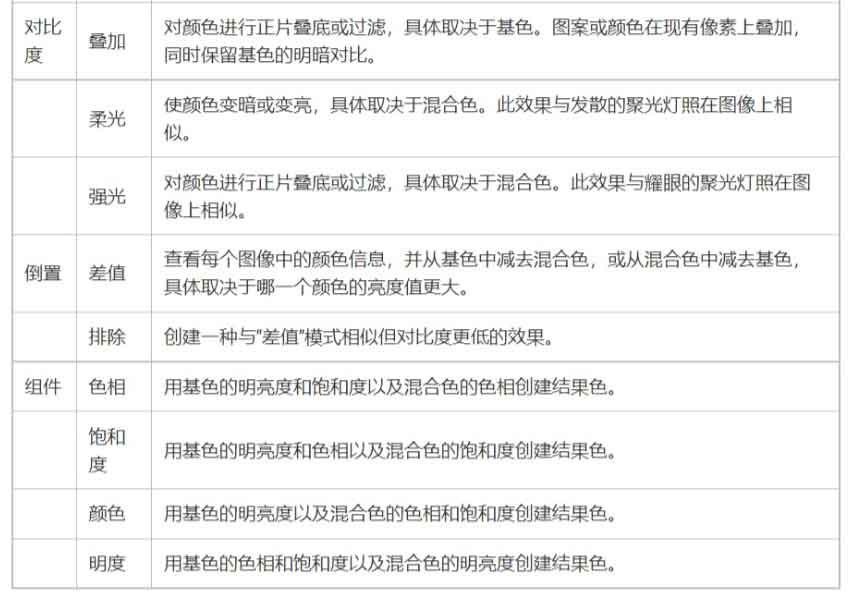 对比
度
叠加
对颜色进行正片叠底或过滤，具体取决于基色。图案或颜色在现有像素上叠加，
同时保留基色的明暗对比。
柔光
使颜色变暗或变亮，具体取决于混合色。此效果与发散的聚光灯照在图像上相
似。
强光
对颜色进行正片叠底或过滤，具体取决于混合色。此效果与耀眼的聚光灯照在图
像上相似。
倒置
差值
查看每个图像中的颜色信息，并从基色中减去混合色，或从混合色中减去基色，
具体取决于哪一个颜色的亮度值更大。
排除
创建一种与"差值"模式相似但对比度更低的效果。
组件
色相
用基色的明亮度和饱和度以及混合色的色相创建结果色。
饱和
度
用基色的明亮度和色相以及混合色的饱和度创建结果色。
颜色
用基色的明亮度以及混合色的色相和饱和度创建结果色。
明度
用基色的色相和饱和度以及混合色的明亮度创建结果色。